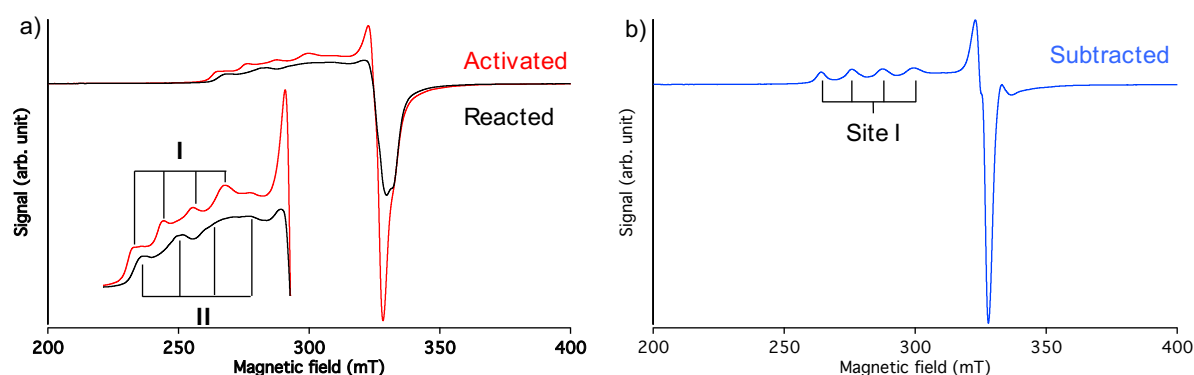 a)
Activated
Reacted
I
II
Signal (arb. unit)
200
250
300
350
400
Magnetic field (mT)
b)
Subtracted
Site I
Signal (arb. unit)
200
250
300
350
400
Magnetic field (mT)